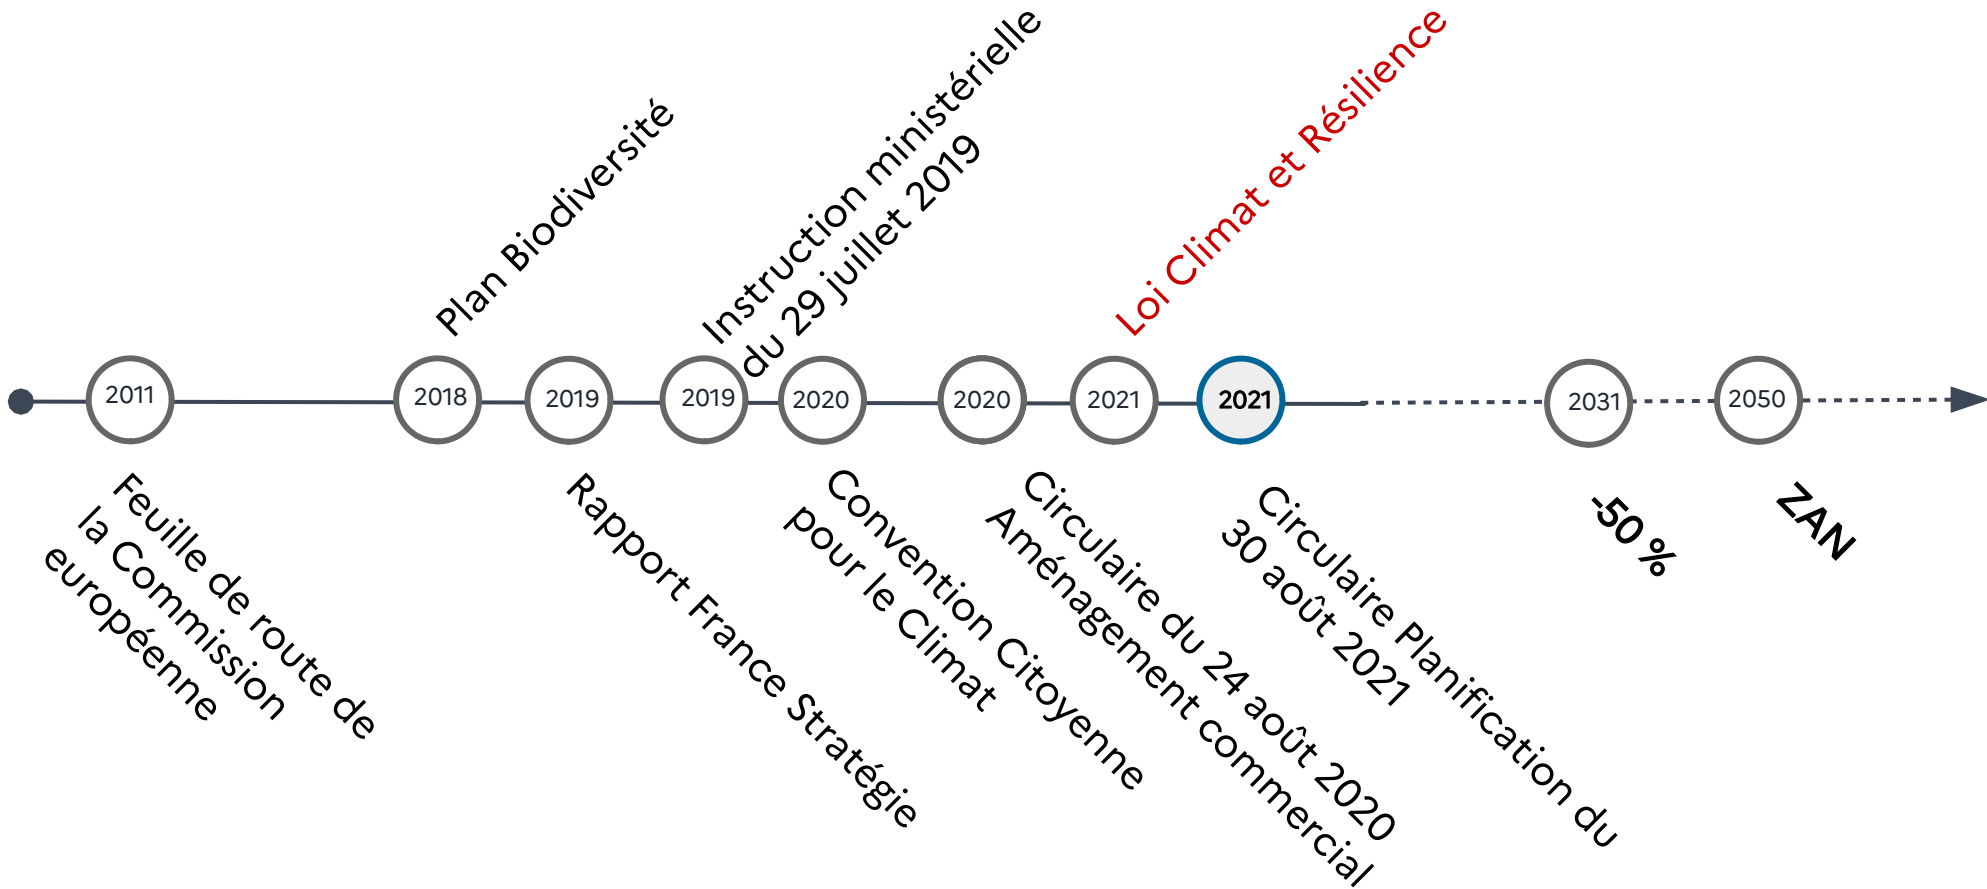 Plan Biodiversité
Instruction ministérielle
du 29 juillet 2019
Loi Climat et Résilience
2011
2018
2019
2019
2020
2020
2021
2021
2031
2050
Feuille de route de
la Commission
européenne
Rapport France Stratégie
Convention Citoyenne
pour le Climat
Circulaire du 24 août 2020
Aménagement commercial
Circulaire Planification du
30 août 2021
-50 %
ZAN